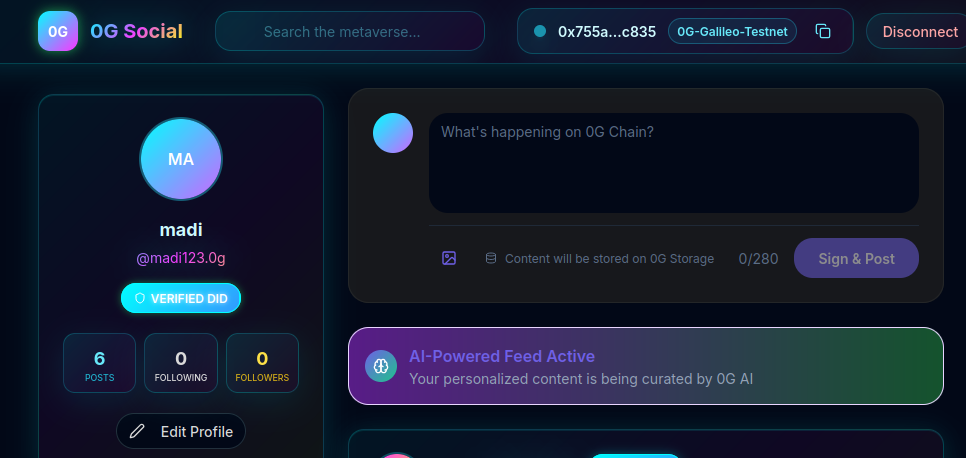 0G
0G Social
Search the metaverse...
0x755a...c835
0G-Galileo-Testnet
Disconnect
MA
madi
@madi123.0g
VERIFIED DID
6
POSTS
0
FOLLOWING
0
FOLLOWERS
Edit Profile
What's happening on 0G Chain?
Content will be stored on 0G Storage
0/280
Sign & Post
AI-Powered Feed Active
Your personalized content is being curated by 0G AI